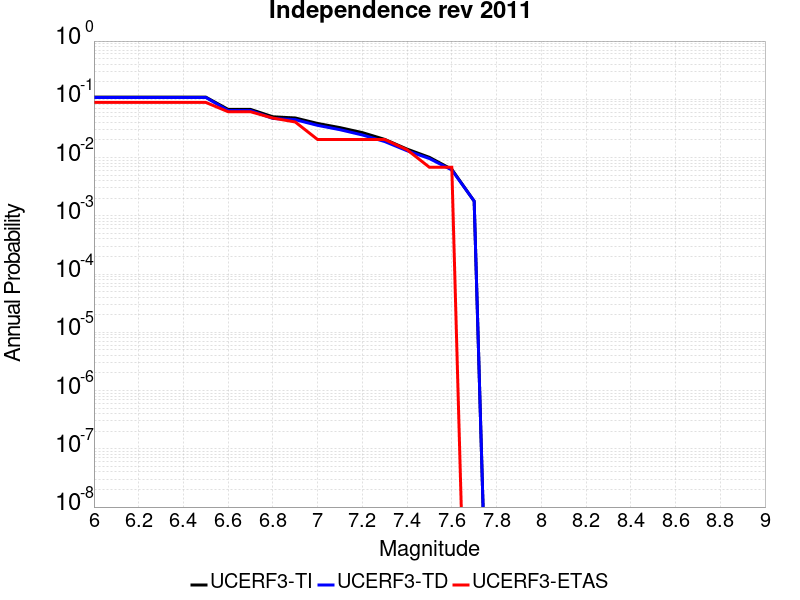 Independence rev 2011
10^0
10^-1
10^-2
10^-3
10^-4
10^-5
10^-6
10^-7
10^-8
Annual Probability
6 6.2 6.4 6.6 6.8 7 7.2 7.4 7.6 7.8 8 8.2 8.4 8.6 8.8 9
Magnitude
UCERF3-TI UCERF3-TD UCERF3-ETAS